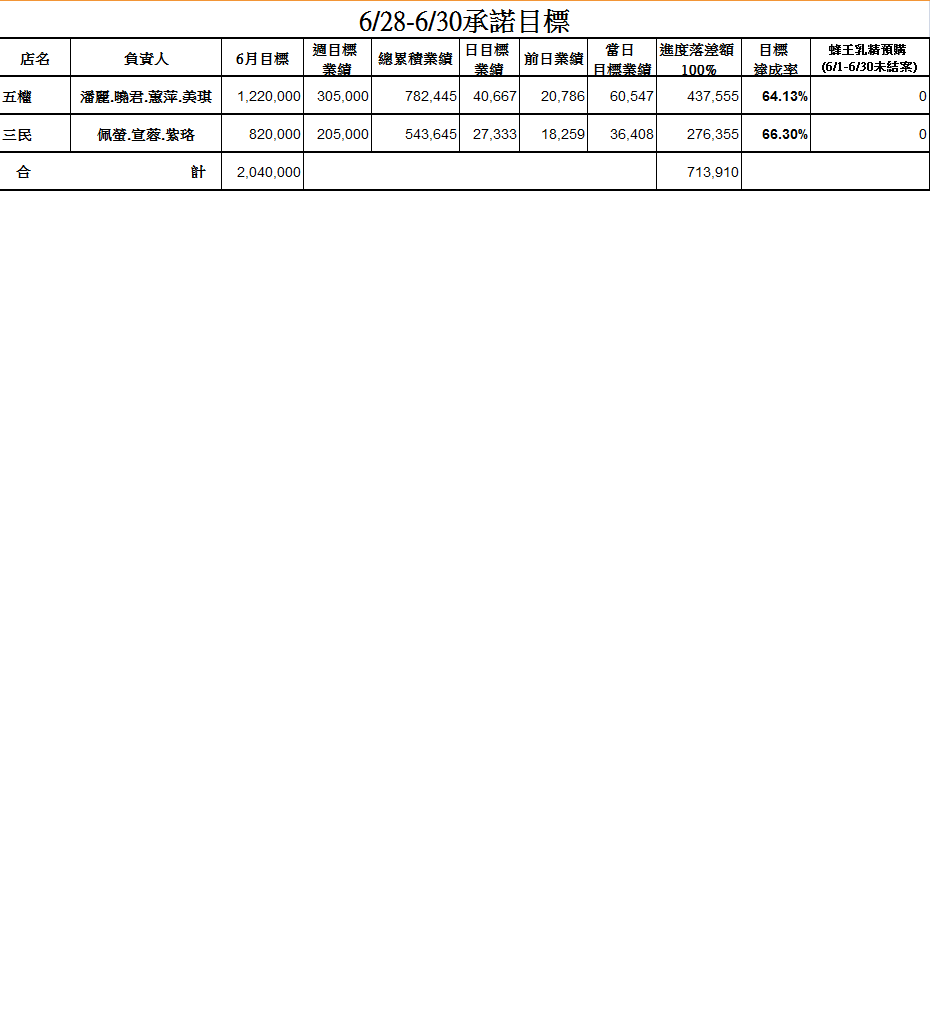 6/28-6/30承諾目標
店名 負責人 6月目標 週目標業績 總累積業績 日目標業績 前日業績 當日目標業績 進度落差額100% 目標達成率 蜂王乳精預購(6/1-6/30未結案)
五權 潘麗.曉君.蕙萍.美琪 1,220,000 305,000 782,445 40,667 20,786 60,547 437,555 64.13% 0
三民 佩螢.宣蓉.紫珞 820,000 205,000 543,645 27,333 18,259 36,408 276,355 66.30% 0
合計 2,040,000 713,910